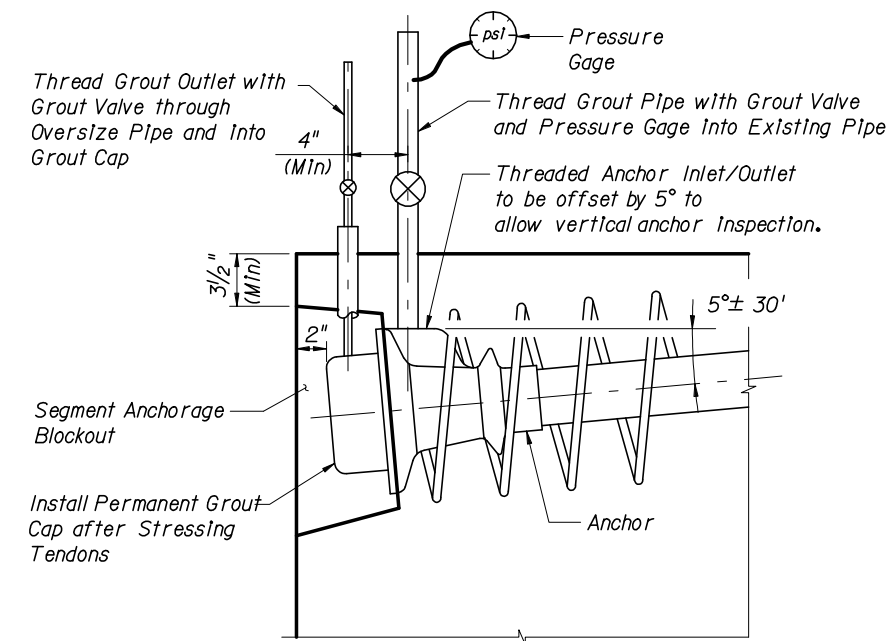 psi
Pressure
Gage
Thread Grout Outlet with
Grout Valve through
Oversize Pipe and into
Grout Cap
4"
(Min)
Thread Grout Pipe with Grout Valve
and Pressure Gage into Existing Pipe
Threaded Anchor Inlet/Outlet
to be offset by 5° to
allow vertical anchor inspection.
3½"
(Min)
5°± 30'
2"
Segment Anchorage
Blockout
Install Permanent Grout
Cap after Stressing
Tendons
Anchor